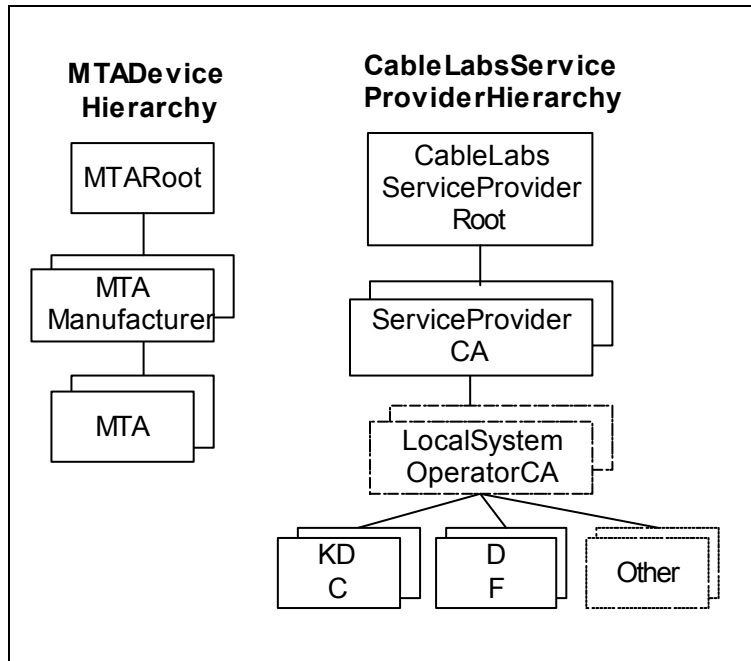 MTADevice
Hierarchy
MTARoot
MTA
Manufacturer
MTA
CableLabsService
ProviderHierarchy
CableLabs
ServiceProvider
Root
ServiceProvider
CA
LocalSystem
OperatorCA
KD
C
D
F
Other